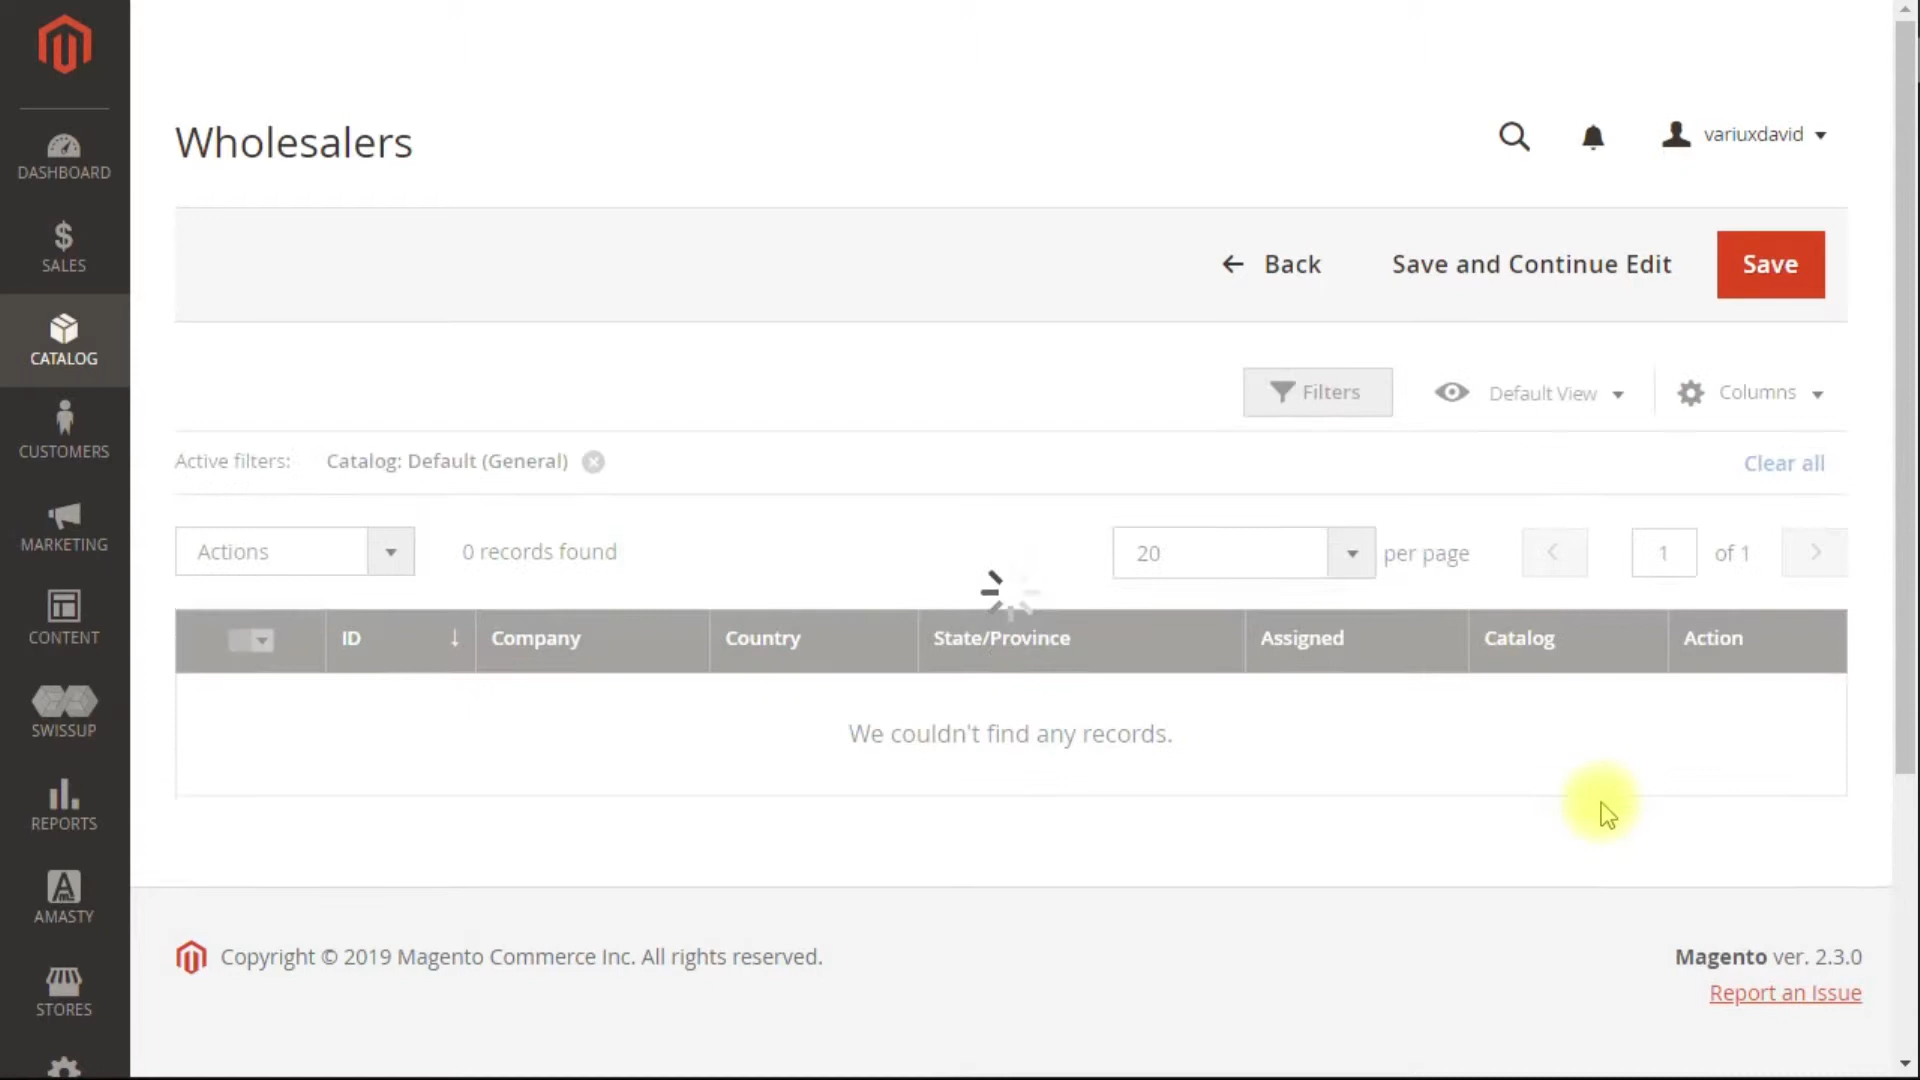 Wholesalers
variuxdavid
DASHBOARD
SALES
CATALOG
CUSTOMERS
MARKETING
CONTENT
SWISSUP
REPORTS
AMASTY
STORES
Back
Save and Continue Edit
Save
Filters
Default View
Columns
Active filters: Catalog: Default (General)
Clear all
Actions
0 records found
20
per page
1
of 1
ID Company Country State/Province Assigned Catalog Action
We couldn't find any records.
Copyright © 2019 Magento Commerce Inc. All rights reserved.
Magento ver. 2.3.0
Report an Issue